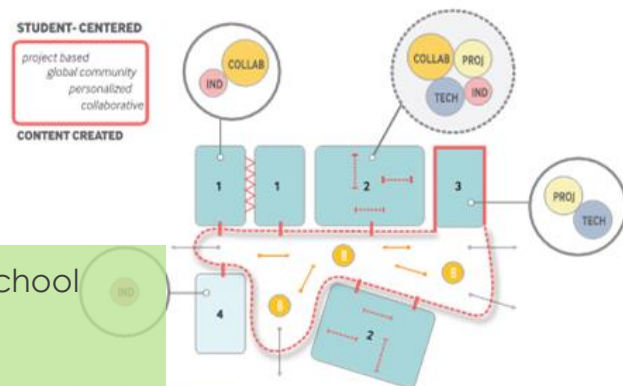 STUDENT- CENTERED
project based
global community
personalized
collaborative
CONTENT CREATED
COLLAB
IND
COLLAB
PROJ
TECH
IND
1
1
2
3
PROJ
TECH
chool
IND
4
2